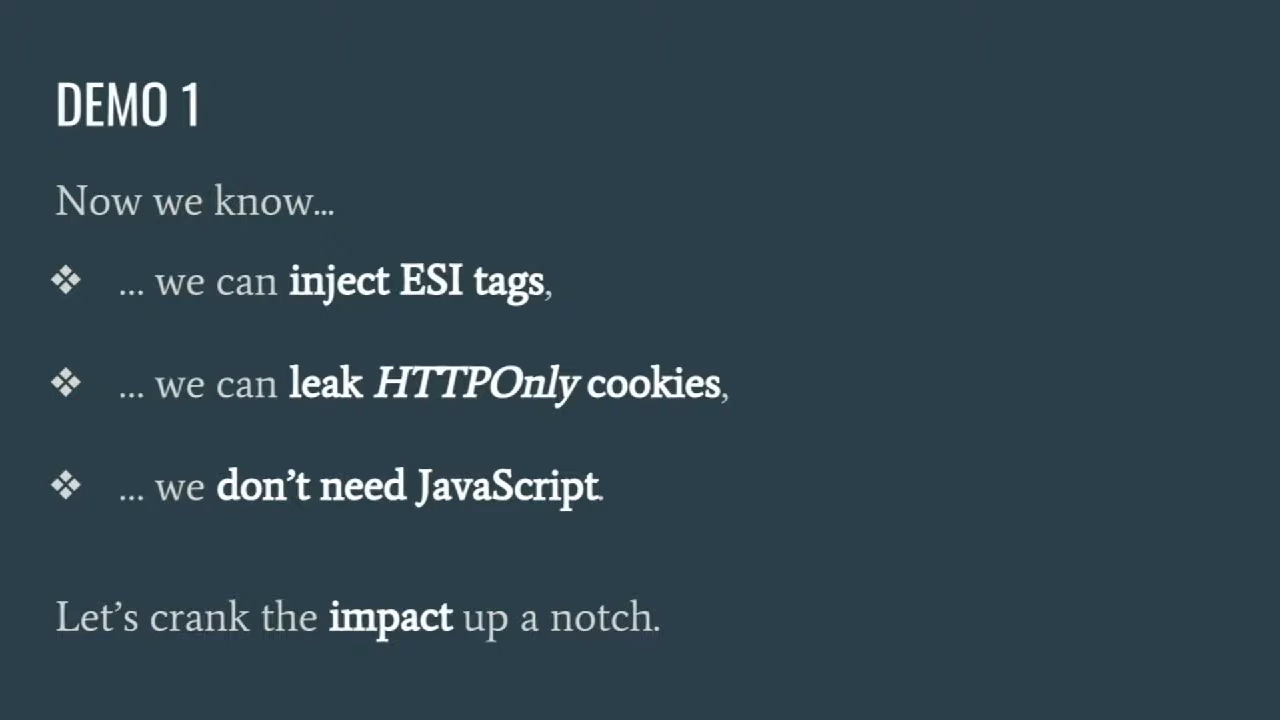 DEMO 1
Now we know...
❖ ... we can inject ESI tags,
❖ ... we can leak HTTPOnly cookies,
❖ ... we don’t need JavaScript.
Let’s crank the impact up a notch.